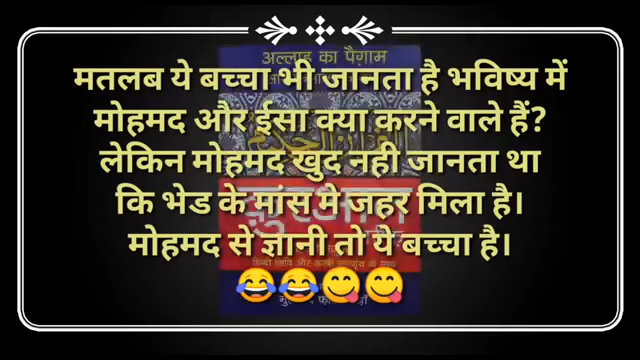 अल्लाह का पैग़ाम
मतलब ये बच्चा भी जानता है भविष्य में
मोहमद और ईसा क्या करने वाले हैं?
लेकिन मोहमद खुद नही जानता था
कि भेड के मांस मे जहर मिला है।
मोहमद से ज्ञानी तो ये बच्चा है।
😂😂😋😋